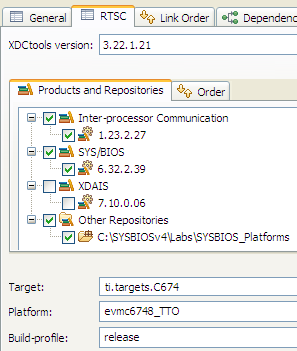 General RTSC Link Order Dependenc
XDCtools version: 3.22.1.21
Products and Repositories Order
Inter-processor Communication
1.23.2.27
SYS/BIOS
6.32.2.39
XDAIS
7.10.0.06
Other Repositories
C:\SYSBIOSv4\Labs\SYSBIOS_Platforms
Target: ti.targets.C674
Platform: evmc6748_TTO
Build-profile: release